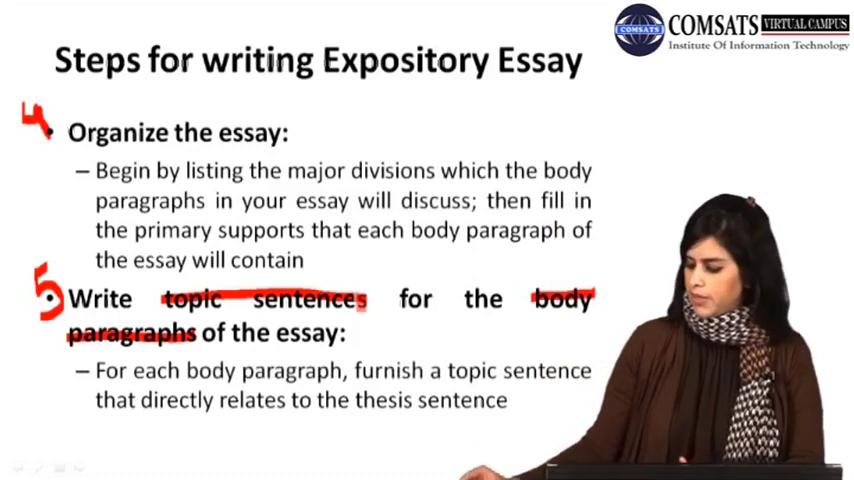 COMSATS
COMSATS VIRTUAL CAMPUS
Institute Of Information Technology
Steps for writing Expository Essay
4
• Organize the essay:
– Begin by listing the major divisions which the body
paragraphs in your essay will discuss; then fill in
the primary supports that each body paragraph of
the essay will contain
5
• Write topic sentences for the body
paragraphs of the essay:
– For each body paragraph, furnish a topic sentence
that directly relates to the thesis sentence